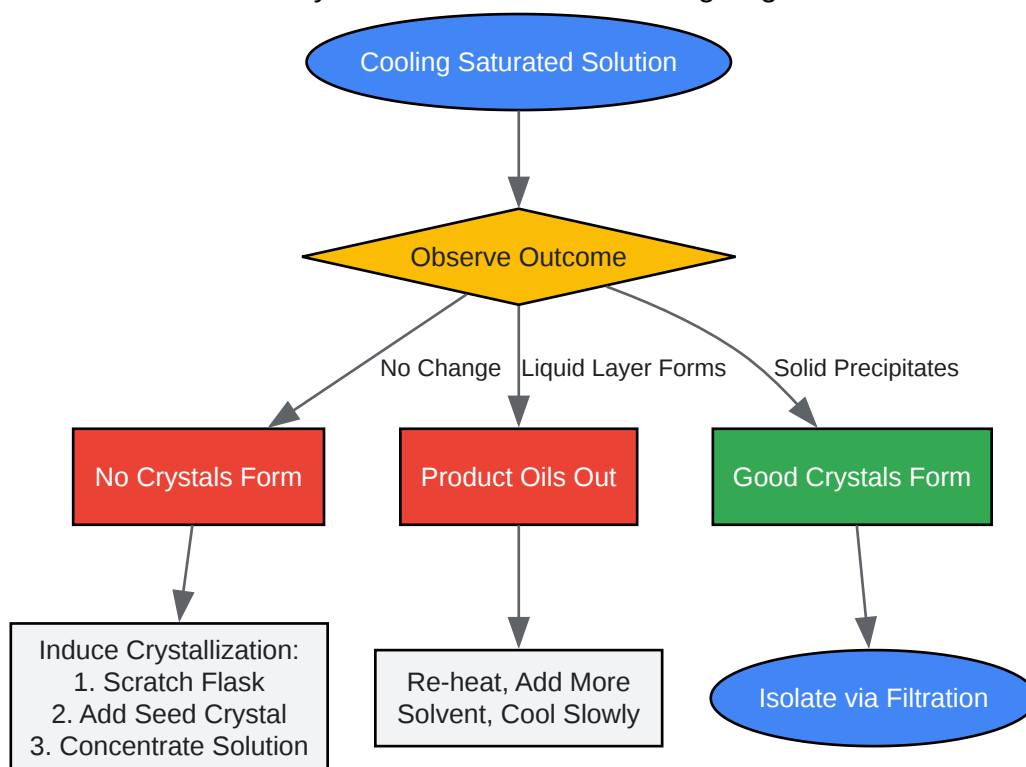 Cooling Saturated Solution
Observe Outcome
No Change
Liquid Layer Forms
Solid Precipitates
No Crystals Form
Product Oils Out
Good Crystals Form
Induce Crystallization:
1. Scratch Flask
2. Add Seed Crystal
3. Concentrate Solution
Re-heat, Add More
Solvent, Cool Slowly
Isolate via Filtration